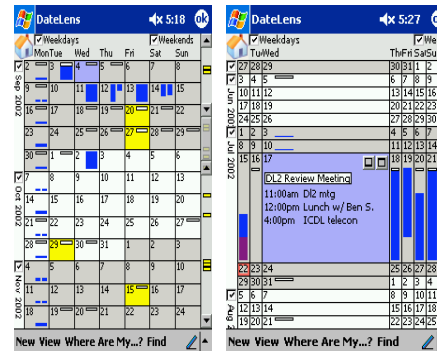 DateLens 5:18 ok
Weekdays Weekends
Mon Tue Wed Thu Fri Sat Sun
2 3 4 5 6 7 8
9 10 11 12 13 14 15
16 17 18 19 20 21 22
23 24 25 26 27 28 29
30 1 2 3 4 5 6
7 8 9 10 11 12 13
14 15 16 17 18 19 20
21 22 23 24 25 26 27
28 29 30 31 1 2 3
4 5 6 7 8 9 10
11 12 13 14 15 16 17
18 19 20 21 22 23 24
Sep 2002
Oct 2002
Nov 2002
New View Where Are My...? Find
DateLens 5:27
Weekdays We
Tu Wed Thu Fri Sat Su
27 28 29 30 31 1 2
3 4 5 6 7 8 9
10 11 12 13 14 15 16
17 18 19 20 21 22 23
24 25 26 27 28 29 30
1 2 3 4 5 6 7
8 9 10 11 12 13 14
15 16 17 18 19 20 21
DL2 Review Meeting
11:00am Dl2 mtg
12:00pm Lunch w/ Ben S.
4:00pm ICDL telecon
22 23 24 25 26 27 28
29 30 31 1 2 3 4
5 6 7 8 9 10 11
12 13 14 15 16 17 18
19 20 21 22 23 24 25
Jun 2002
Jul 2002
Aug 2
New View Where Are My...? Find